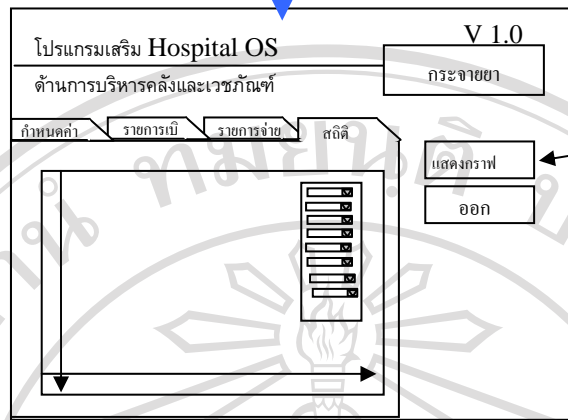 โปรแกรมเสริม Hospital OS
V 1.0
ด้านการบริหารคลังและเวชภัณฑ์
กระจายยา
กำหนดค่า รายการเบิ รายการจ่าย สถิติ
แสดงกราฟ
ออก